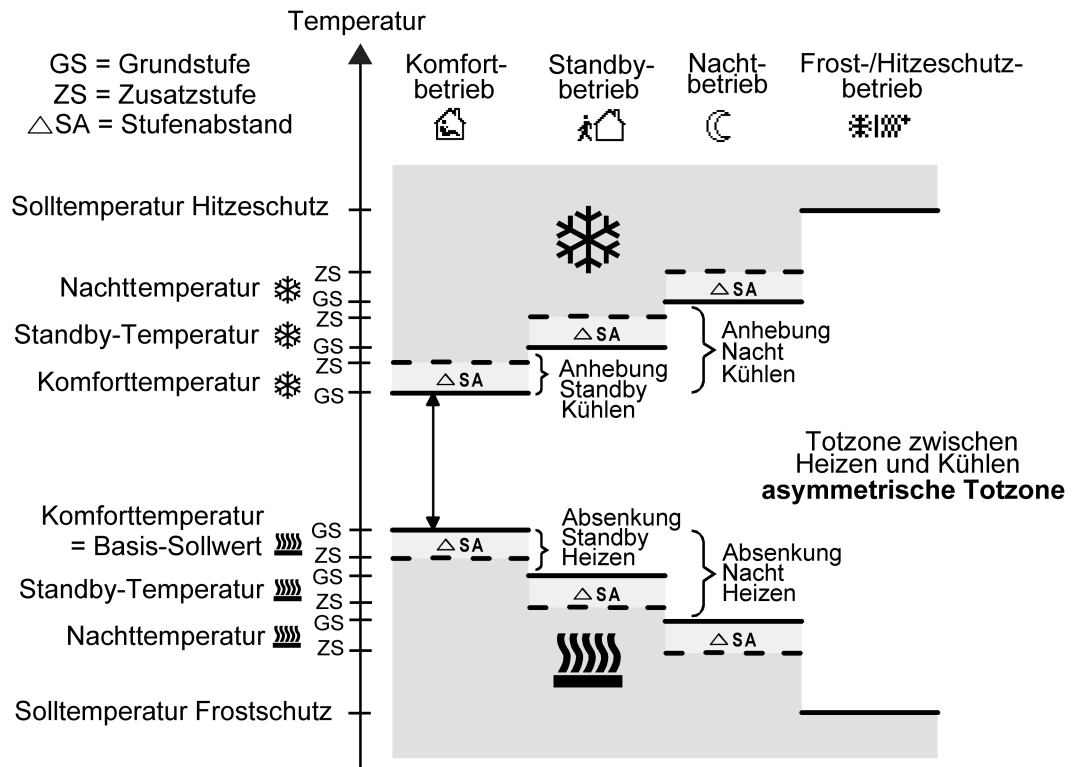 Temperatur
GS = Grundstufe
ZS = Zusatzstufe
△SA = Stufenabstand
Komfort-
betrieb
Standby-
betrieb
Nacht-
betrieb
Frost-/Hitzeschutz-
betrieb
Solltemperatur Hitzeschutz
Nachttemperatur
ZS
GS
△SA
Standby-Temperatur
ZS
GS
△SA
Komforttemperatur
ZS
GS
△SA
Anhebung
Standby
Kühlen
Anhebung
Nacht
Kühlen
Totzone zwischen
Heizen und Kühlen
asymmetrische Totzone
Komforttemperatur
= Basis-Sollwert
GS
ZS
△SA
Absenkung
Standby
Heizen
Absenkung
Nacht
Heizen
Standby-Temperatur
GS
ZS
△SA
Nachttemperatur
GS
ZS
△SA
Solltemperatur Frostschutz